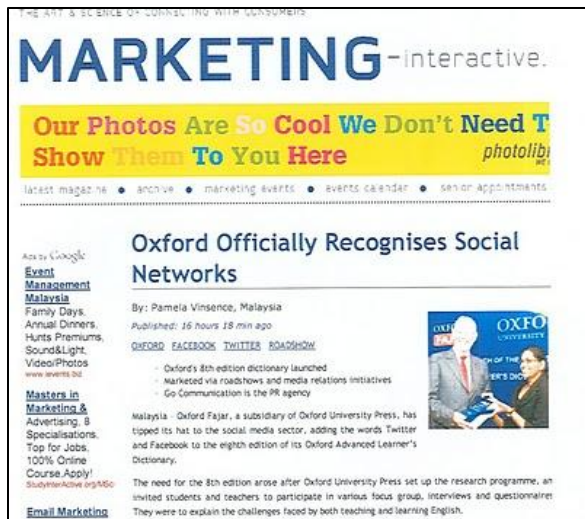 THE ART & SCIENCE OF CONNECTING WITH CONSUMERS
MARKETING-interactive.
Our Photos Are So Cool We Don't Need T
Show Them To You Here
photolib
latest magazine • archive • marketing events • events calendar • senior appointments
Ads by Google
Event
Management
Malaysia
Family Days,
Annual Dinners,
Hunts Premiums,
Sound&Light,
Video/Photos
www.ievents.biz
Masters in
Marketing &
Advertising, 8
Specialisations,
Top for Jobs,
100% Online
Course,Apply!
StudyInterActive.org/MSc
Email Marketing
Oxford Officially Recognises Social
Networks
By: Pamela Vinsence, Malaysia
Published: 16 hours 18 min ago
OXFORD FACEBOOK TWITTER ROADSHOW
- Oxford's 8th edition dictionary launched
- Marketed via roadshows and media relations initiatives
- Go Communication is the PR agency
Malaysia - Oxford Fajar, a subsidiary of Oxford University Press, has
tipped its hat to the social media sector, adding the words Twitter
and Facebook to the eighth edition of its Oxford Advanced Learner's
Dictionary.
The need for the 8th edition arose after Oxford University Press set up the research programme, an
invited students and teachers to participate in various focus group, interviews and questionnaire
They were to explain the challenges faced by both teaching and learning English.
OXFO
UNIVERSITY
FAJAR